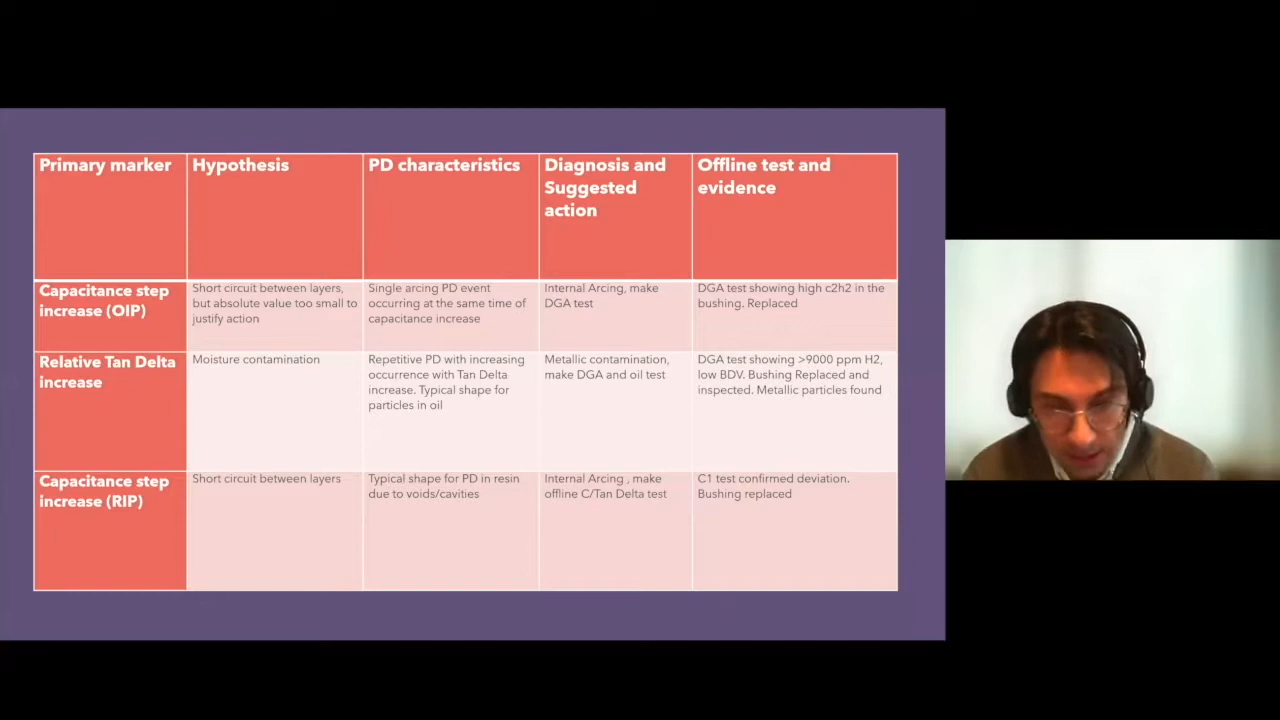 Primary marker
Hypothesis
PD characteristics
Diagnosis and
Suggested
action
Offline test and
evidence
Capacitance step
increase (OIP)
Short circuit between layers,
but absolute value too small to
justify action
Single arcing PD event
occurring at the same time of
capacitance increase
Internal Arcing, make
DGA test
DGA test showing high c2h2 in the
bushing. Replaced
Relative Tan Delta
increase
Moisture contamination
Repetitive PD with increasing
occurrence with Tan Delta
increase. Typical shape for
particles in oil
Metallic contamination,
make DGA and oil test
DGA test showing >9000 ppm H2,
low BDV. Bushing Replaced and
inspected. Metallic particles found
Capacitance step
increase (RIP)
Short circuit between layers
Typical shape for PD in resin
due to voids/cavities
Internal Arcing , make
offline C/Tan Delta test
C1 test confirmed deviation.
Bushing replaced